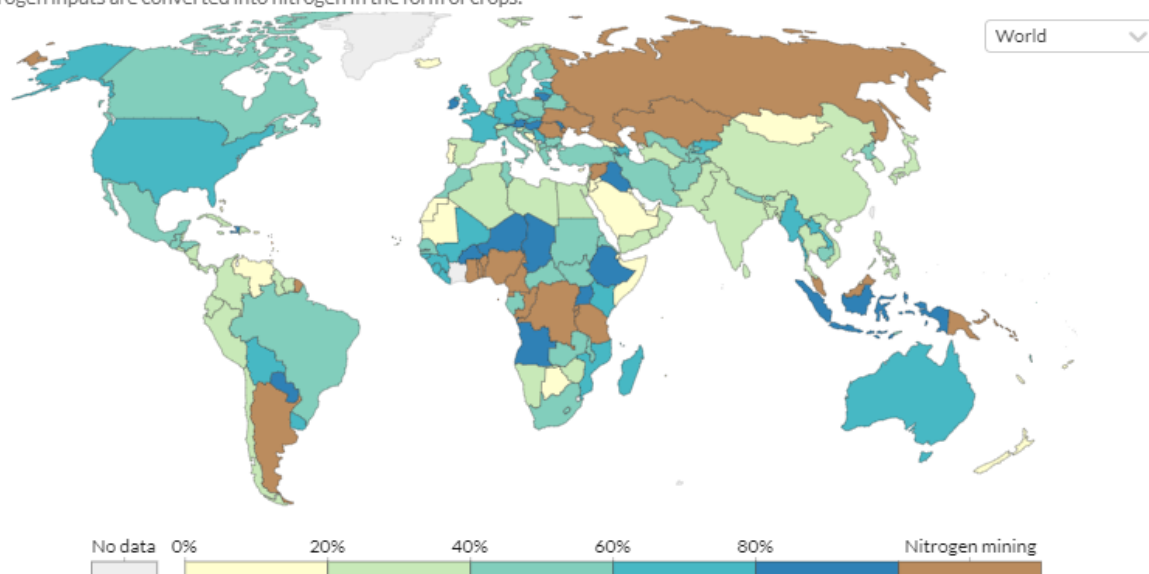 inputs are converted into nitrogen in the form of crops.
World
No data 0% 20% 40% 60% 80% Nitrogen mining